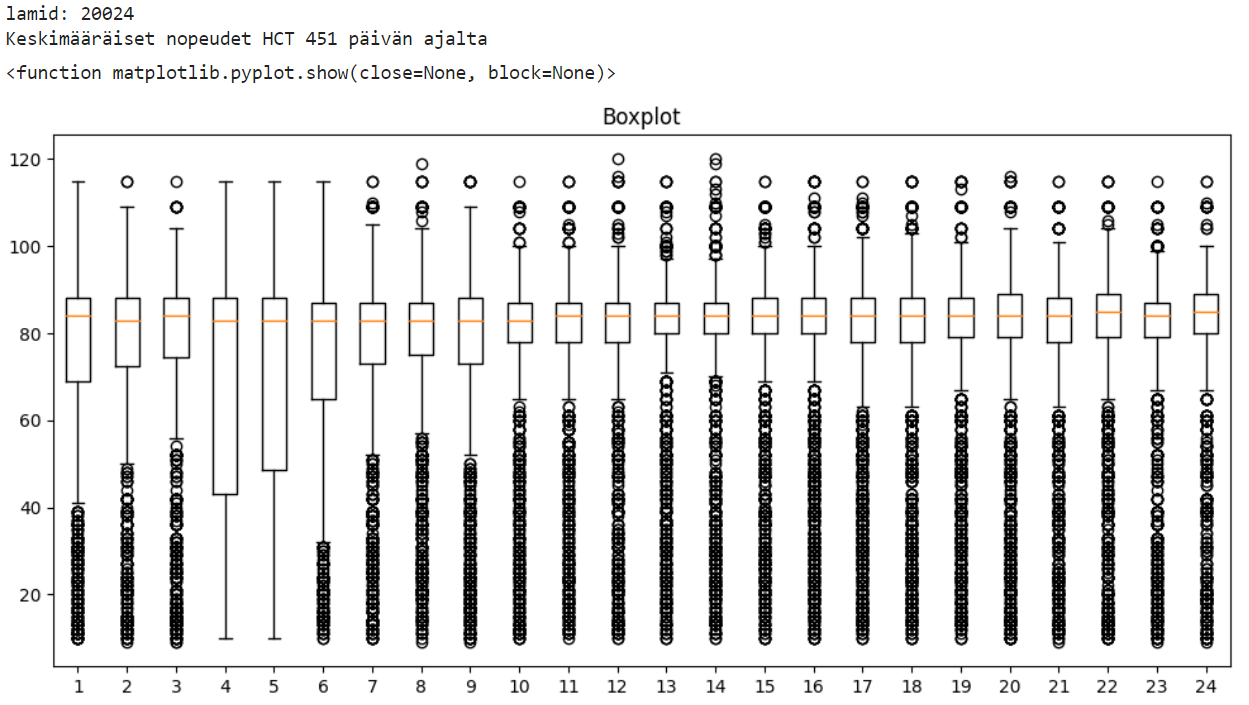 lamid: 20024
Keskimääräiset nopeudet HCT 451 päivän ajalta
<function matplotlib.pyplot.show(close=None, block=None)>
Boxplot
120
100
80
60
40
20
1 2 3 4 5 6 7 8 9 10 11 12 13 14 15 16 17 18 19 20 21 22 23 24